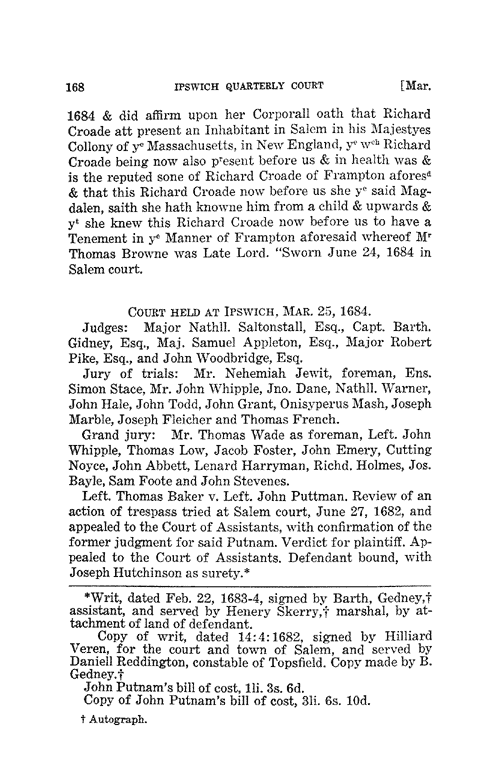 168 IPSWICH QUARTERLY COURT [Mar.
1684 & did affirm upon her Corporall oath that Richard
Croade att present an Inhabitant in Salem in his Majestyes
Collony of yᵉ Massachusetts, in New England, yᵉ wᶜʰ Richard
Croade being now also pʳesent before us & in health was &
is the reputed sone of Richard Croade of Frampton aforesᵈ
& that this Richard Croade now before us she yᵉ said Mag-
dalen, saith she hath knowne him from a child & upwards &
yᵗ she knew this Richard Croade now before us to have a
Tenement in yᵉ Manner of Frampton aforesaid whereof Mʳ
Thomas Browne was Late Lord. "Sworn June 24, 1684 in
Salem court.
COURT HELD AT IPSWICH, MAR. 25, 1684.
Judges: Major Nathll. Saltonstall, Esq., Capt. Barth.
Gidney, Esq., Maj. Samuel Appleton, Esq., Major Robert
Pike, Esq., and John Woodbridge, Esq.
Jury of trials: Mr. Nehemiah Jewit, foreman, Ens.
Simon Stace, Mr. John Whipple, Jno. Dane, Nathll. Warner,
John Hale, John Todd, John Grant, Onisyperus Mash, Joseph
Marble, Joseph Fleicher and Thomas French.
Grand jury: Mr. Thomas Wade as foreman, Left. John
Whipple, Thomas Low, Jacob Foster, John Emery, Cutting
Noyce, John Abbett, Lenard Harryman, Richd. Holmes, Jos.
Bayle, Sam Foote and John Stevenes.
Left. Thomas Baker v. Left. John Puttman. Review of an
action of trespass tried at Salem court, June 27, 1682, and
appealed to the Court of Assistants, with confirmation of the
former judgment for said Putnam. Verdict for plaintiff. Ap-
pealed to the Court of Assistants. Defendant bound, with
Joseph Hutchinson as surety.*
*Writ, dated Feb. 22, 1683-4, signed by Barth, Gedney,†
assistant, and served by Henery Skerry,† marshal, by at-
tachment of land of defendant.
Copy of writ, dated 14:4:1682, signed by Hilliard
Veren, for the court and town of Salem, and served by
Daniell Reddington, constable of Topsfield. Copy made by B.
Gedney.†
John Putnam's bill of cost, 1li. 3s. 6d.
Copy of John Putnam's bill of cost, 3li. 6s. 10d.
† Autograph.